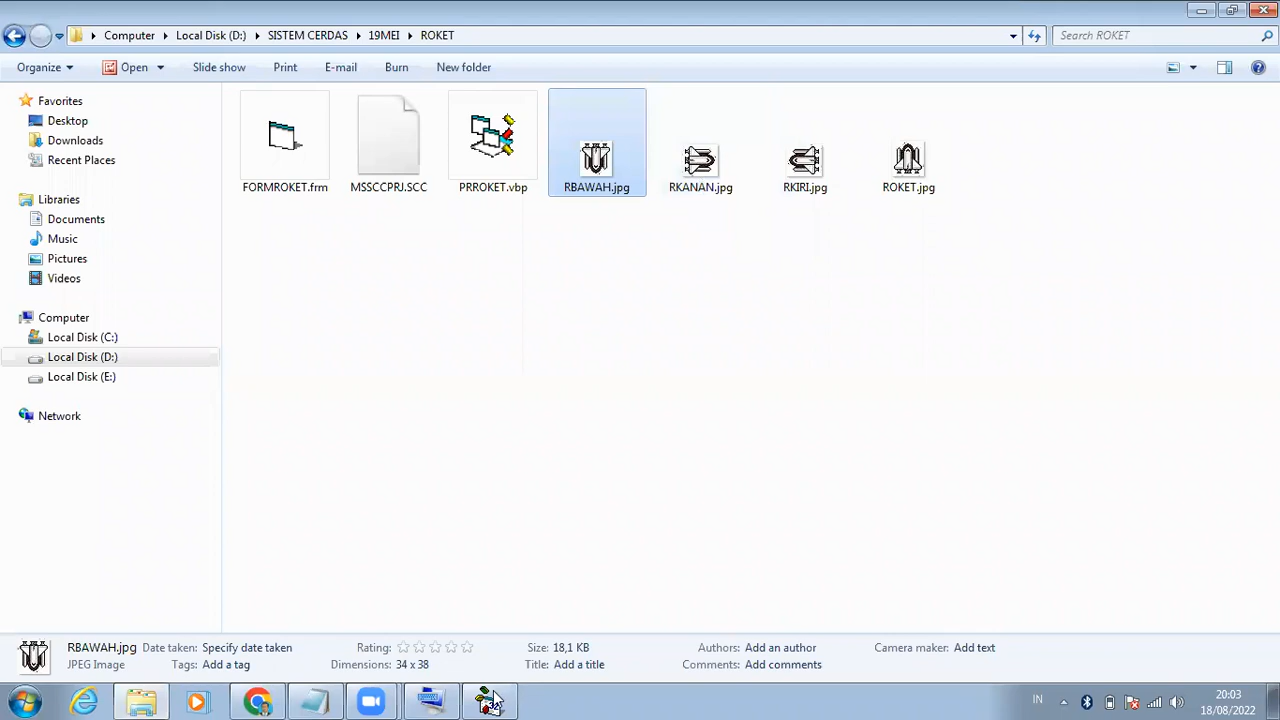 Computer Local Disk (D:) SISTEM CERDAS 19MEI ROKET
Search ROKET
Organize Open Slide show Print E-mail Burn New folder
Favorites
Desktop
Downloads
Recent Places
Libraries
Documents
Music
Pictures
Videos
Computer
Local Disk (C:)
Local Disk (D:)
Local Disk (E:)
Network
FORMROKET.frm MSSCCPRJ.SCC PRROKET.vbp RBAWAH.jpg RKANAN.jpg RKIRI.jpg ROKET.jpg
RBAWAH.jpg Date taken: Specify date taken Rating: Size: 18,1 KB Authors: Add an author Camera maker: Add text
JPEG Image Tags: Add a tag Dimensions: 34 x 38 Title: Add a title Comments: Add comments
IN
20:03
18/08/2022